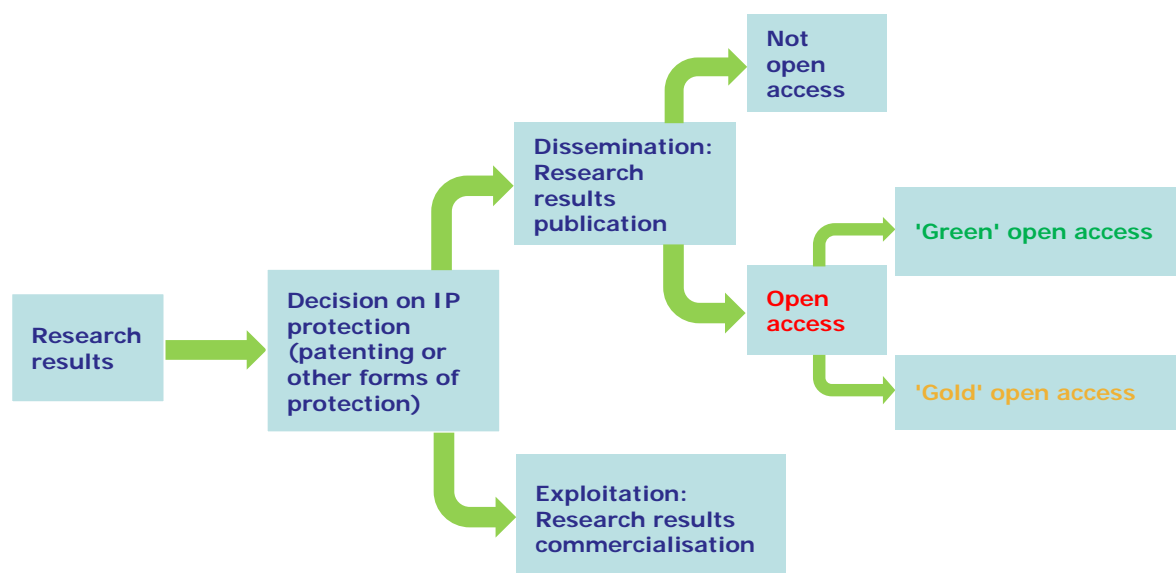 Research
results
Decision on IP
protection
(patenting or
other forms of
protection)
Dissemination:
Research
results
publication
Exploitation:
Research results
commercialisation
Not
open
access
Open
access
'Green' open access
'Gold' open access